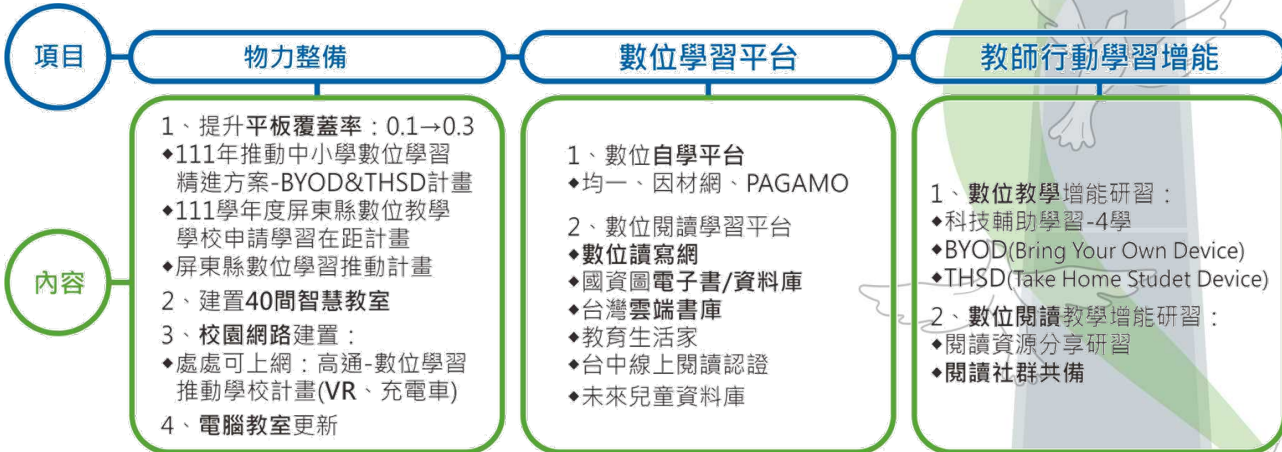 項目
物力整備
數位學習平台
教師行動學習增能
內容
1、提升平板覆蓋率：0.1→0.3
◆111年推動中小學數位學習
精進方案-BYOD&THSD計畫
◆111學年度屏東縣數位教學
學校申請學習在距計畫
◆屏東縣數位學習推動計畫
2、建置40間智慧教室
3、校園網路建置：
◆處處可上網：高通-數位學習
推動學校計畫(VR、充電車)
4、電腦教室更新
1、數位自學平台
◆均一、因材網、PAGAMO
2、數位閱讀學習平台
◆數位讀寫網
◆國資圖電子書/資料庫
◆台灣雲端書庫
◆教育生活家
◆台中線上閱讀認證
◆未來兒童資料庫
1、數位教學增能研習：
◆科技輔助學習-4學
◆BYOD(Bring Your Own Device)
◆THSD(Take Home Studet Device)
2、數位閱讀教學增能研習：
◆閱讀資源分享研習
◆閱讀社群共備